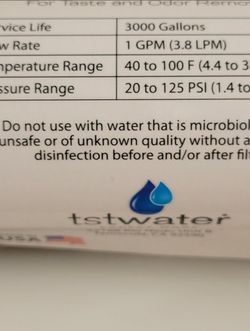 For Taste and Odor Remo
rvice Life 3000 Gallons
w Rate 1 GPM (3.8 LPM)
mperature Range 40 to 100 F (4.4 to 3
ssure Range 20 to 125 PSI (1.4 to
Do not use with water that is microbiol
unsafe or of unknown quality without a
disinfection before and/or after filt
tstwater
USA